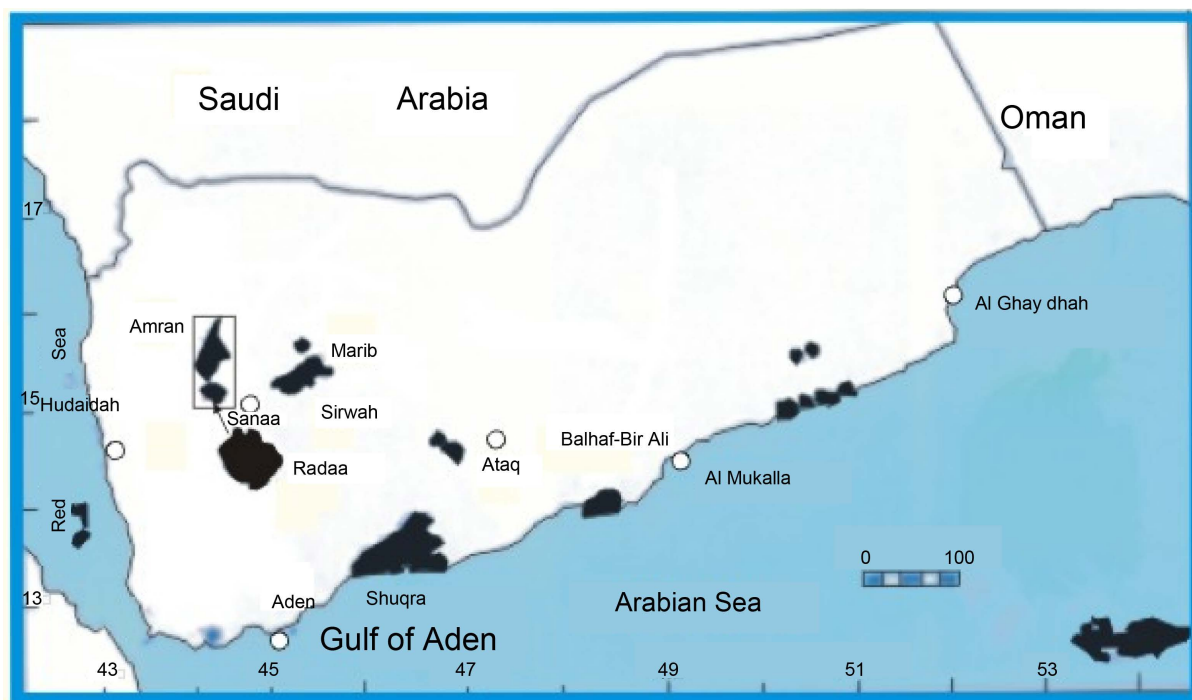 Saudi Arabia
Oman
17
Amran
Marib
Al Ghay dhah
Sea
15
Hudaidah
Sanaa
Sirwah
Radaa
Ataq
Balhaf-Bir Ali
Al Mukalla
Red
0 100
13
Aden
Shuqra
Arabian Sea
Gulf of Aden
43 45 47 49 51 53